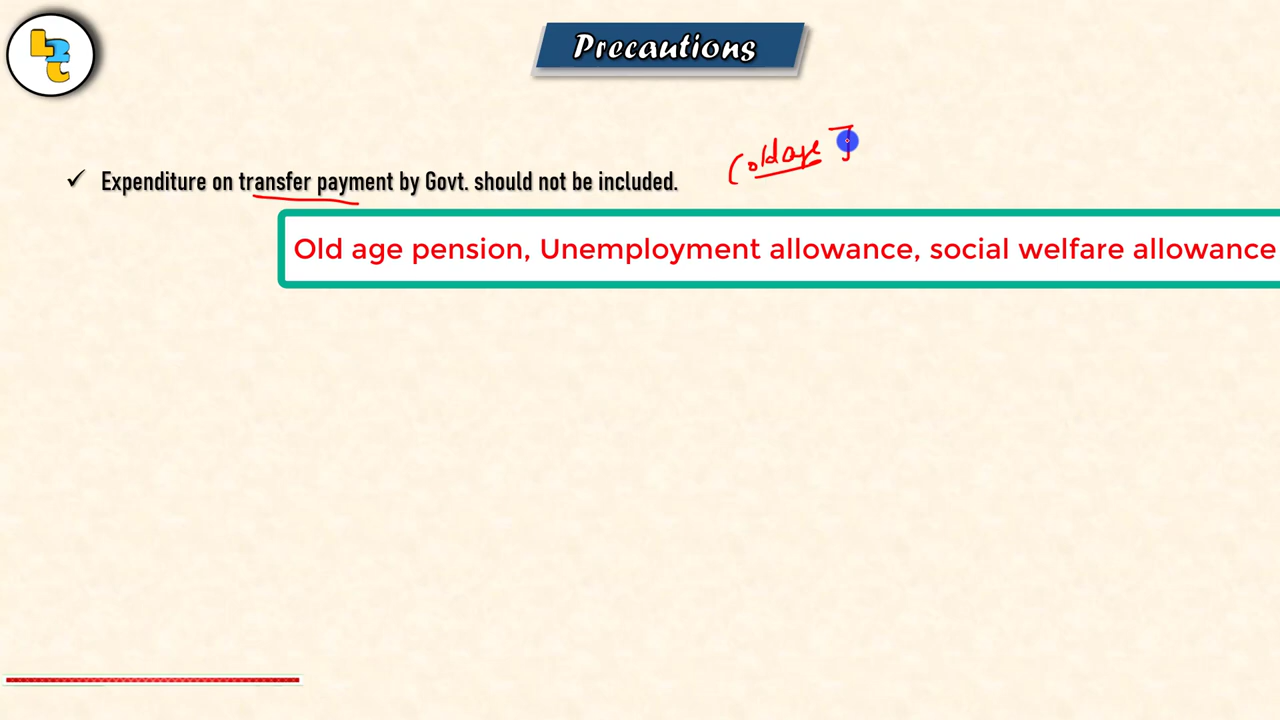 L2C
Precautions
(old age
✓ Expenditure on transfer payment by Govt. should not be included.
Old age pension, Unemployment allowance, social welfare allowance